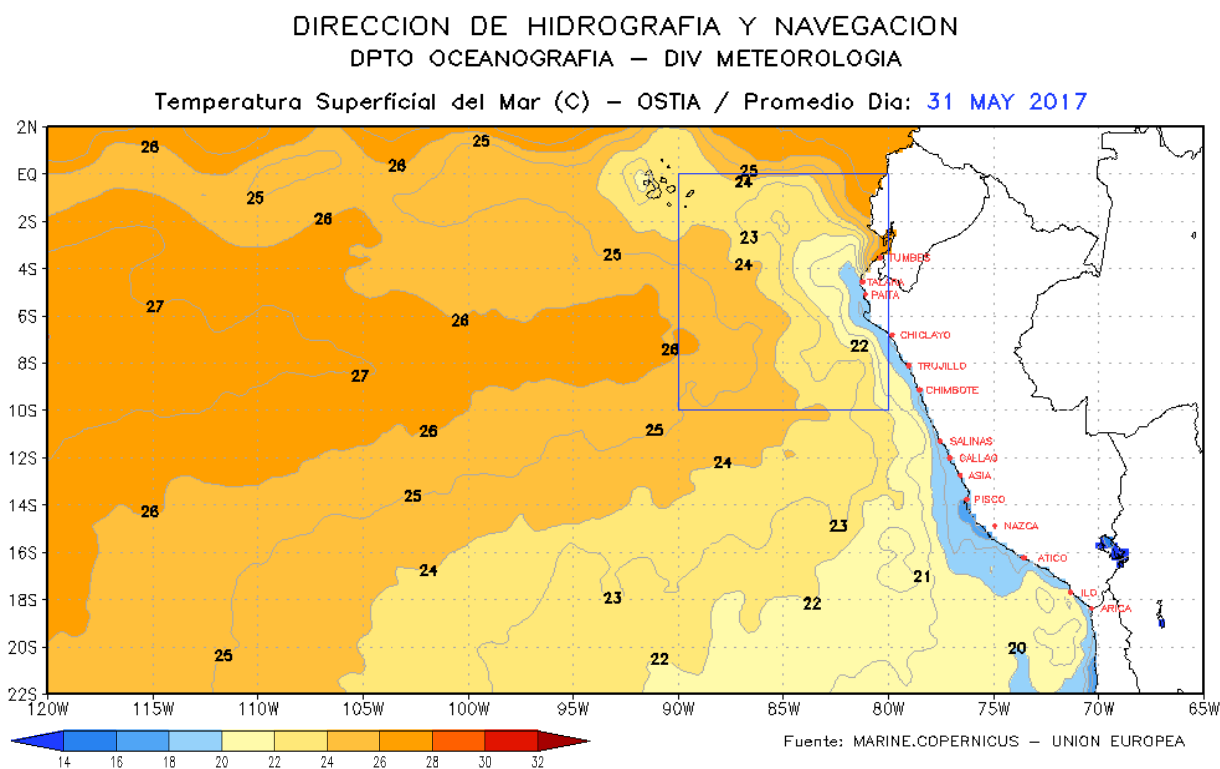 DIRECCION DE HIDROGRAFIA Y NAVEGACION
DPTO OCEANOGRAFIA – DIV METEOROLOGIA
Temperatura Superficial del Mar (C) – OSTIA / Promedio Dia: 31 MAY 2017
2N
EQ
2S
4S
6S
8S
10S
12S
14S
16S
18S
20S
22S
26
25
26
25
24
25
26
23
25
24
27
26
26
22
27
26
25
24
25
26
23
24
21
23
22
20
25
22
TUMBES
TALARA
PAITA
CHICLAYO
TRUJILLO
CHIMBOTE
SALINAS
CALLAO
ASIA
PISCO
NAZCA
ATICO
ILO
ARICA
120W 115W 110W 105W 100W 95W 90W 85W 80W 75W 70W 65W
14 16 18 20 22 24 26 28 30 32
Fuente: MARINE.COPERNICUS – UNION EUROPEA